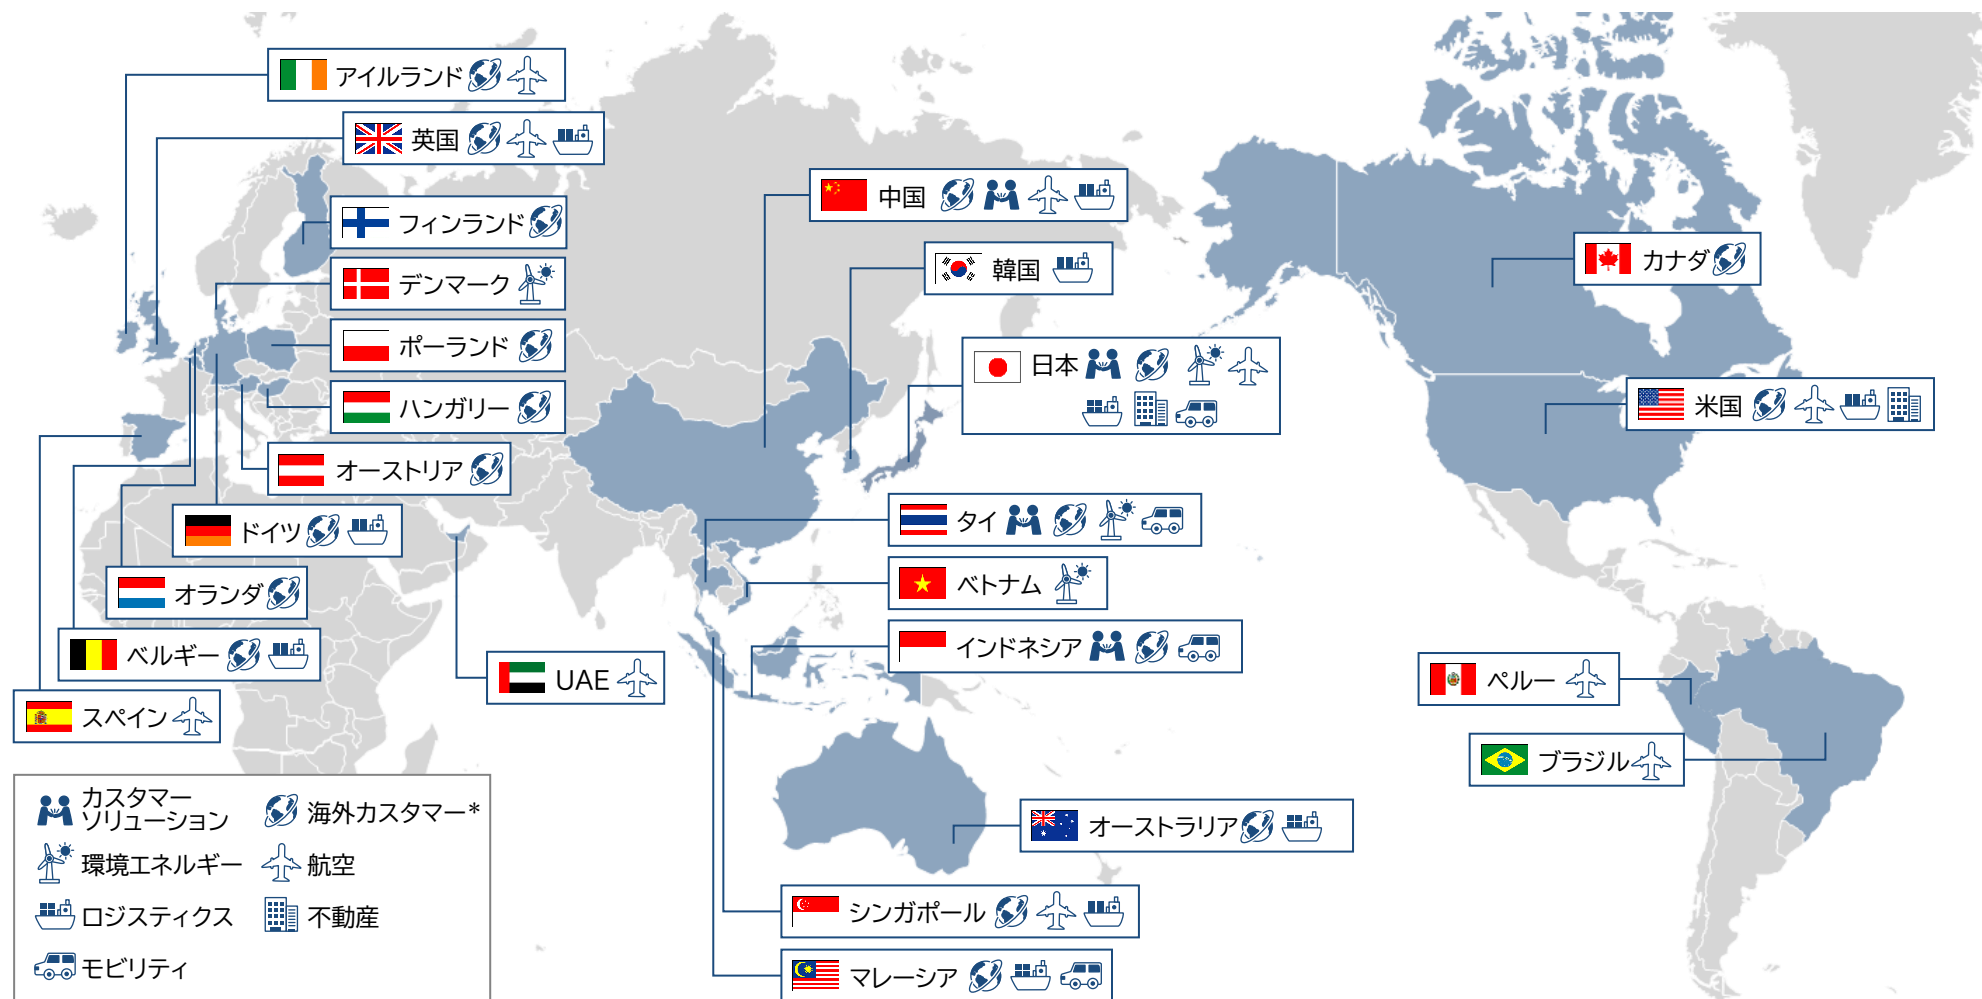 アイルランド
英国
フィンランド
デンマーク
ポーランド
ハンガリー
オーストリア
ドイツ
オランダ
ベルギー
スペイン
UAE
中国
韓国
日本
タイ
ベトナム
インドネシア
オーストラリア
シンガポール
マレーシア
カナダ
米国
ペルー
ブラジル
カスタマー
ソリューション
海外カスタマー*
環境エネルギー
航空
ロジスティクス
不動産
モビリティ